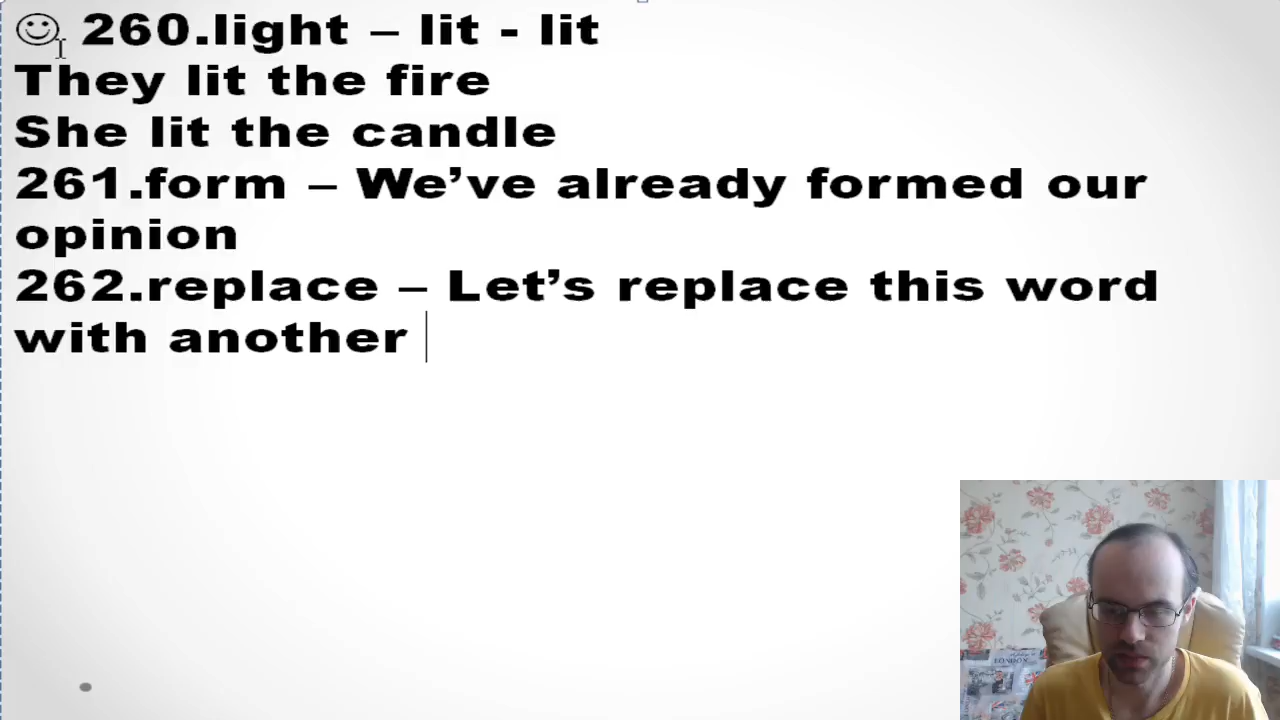 ☺ 260.light – lit - lit
They lit the fire
She lit the candle
261.form – We’ve already formed our
opinion
262.replace – Let’s replace this word
with another
LONDON